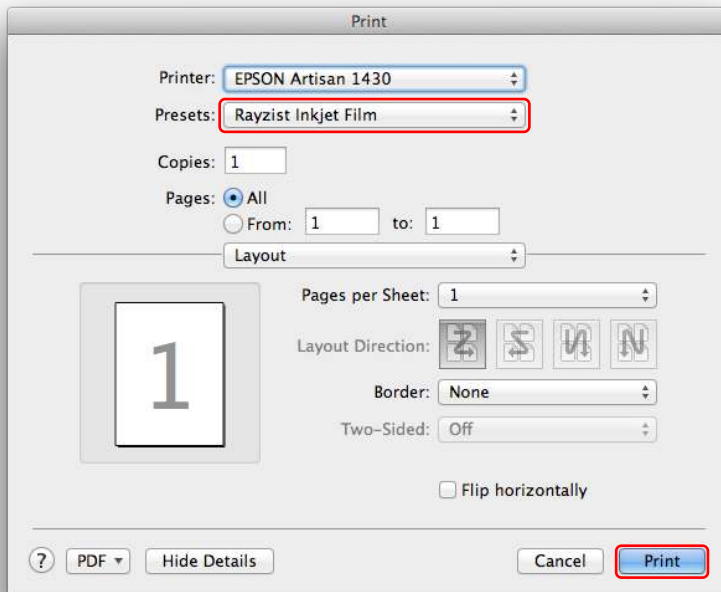 Print
Printer: EPSON Artisan 1430
Presets: Rayzist Inkjet Film
Copies: 1
Pages: All
From: 1 to: 1
Layout
1
Pages per Sheet: 1
Layout Direction:
Border: None
Two-Sided: Off
Flip horizontally
? PDF Hide Details Cancel Print